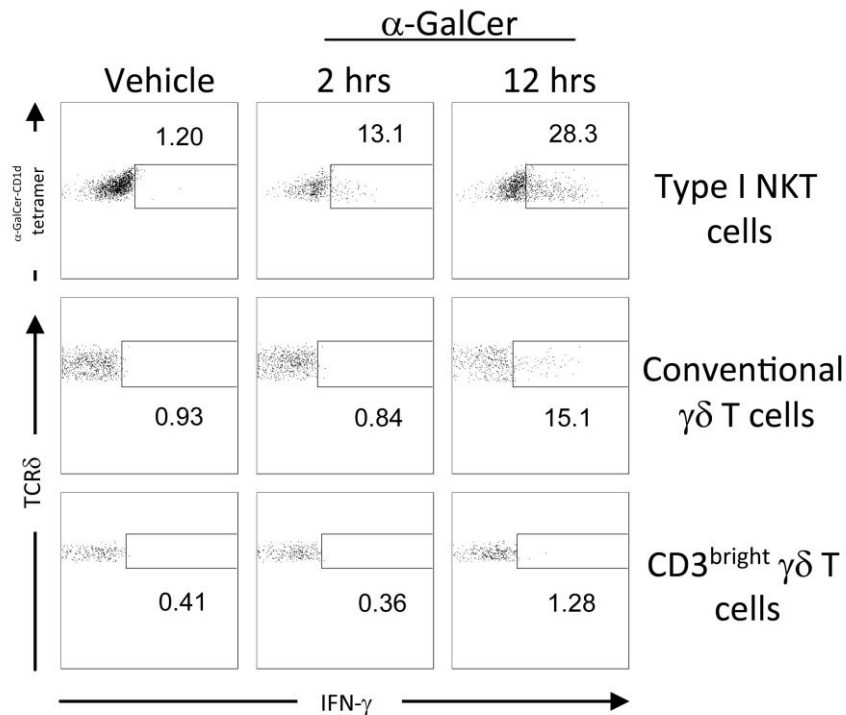 α-GalCer
Vehicle 2 hrs 12 hrs
α-GalCer-CD1d
tetramer
1.20 13.1 28.3
Type I NKT
cells
TCRδ
0.93 0.84 15.1
Conventional
γδ T cells
0.41 0.36 1.28
CD3bright γδ T
cells
IFN-γ